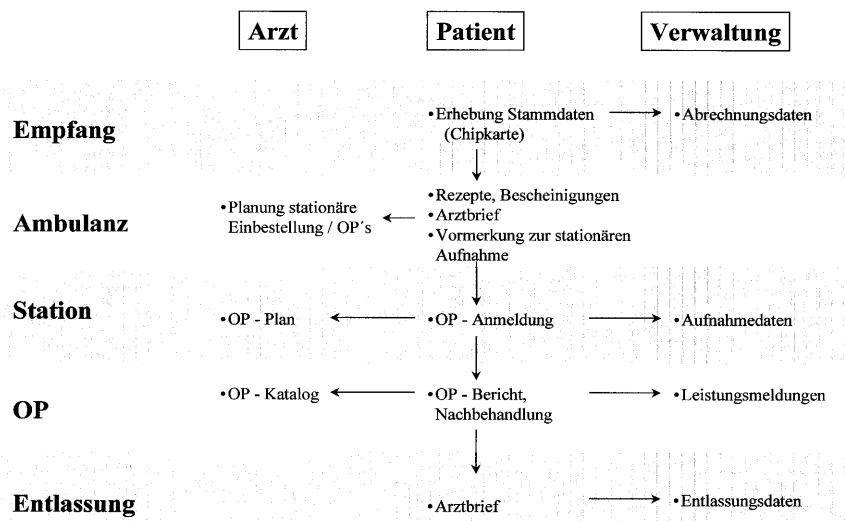 Arzt Patient Verwaltung
Empfang
•Erhebung Stammdaten
(Chipkarte)
•Abrechnungsdaten
Ambulanz
•Planung stationäre
Einbestellung / OP´s
•Rezepte, Bescheinigungen
•Arztbrief
•Vormerkung zur stationären
Aufnahme
Station
•OP - Plan
•OP - Anmeldung
•Aufnahmedaten
OP
•OP - Katalog
•OP - Bericht,
Nachbehandlung
•Leistungsmeldungen
Entlassung
•Arztbrief
•Entlassungsdaten